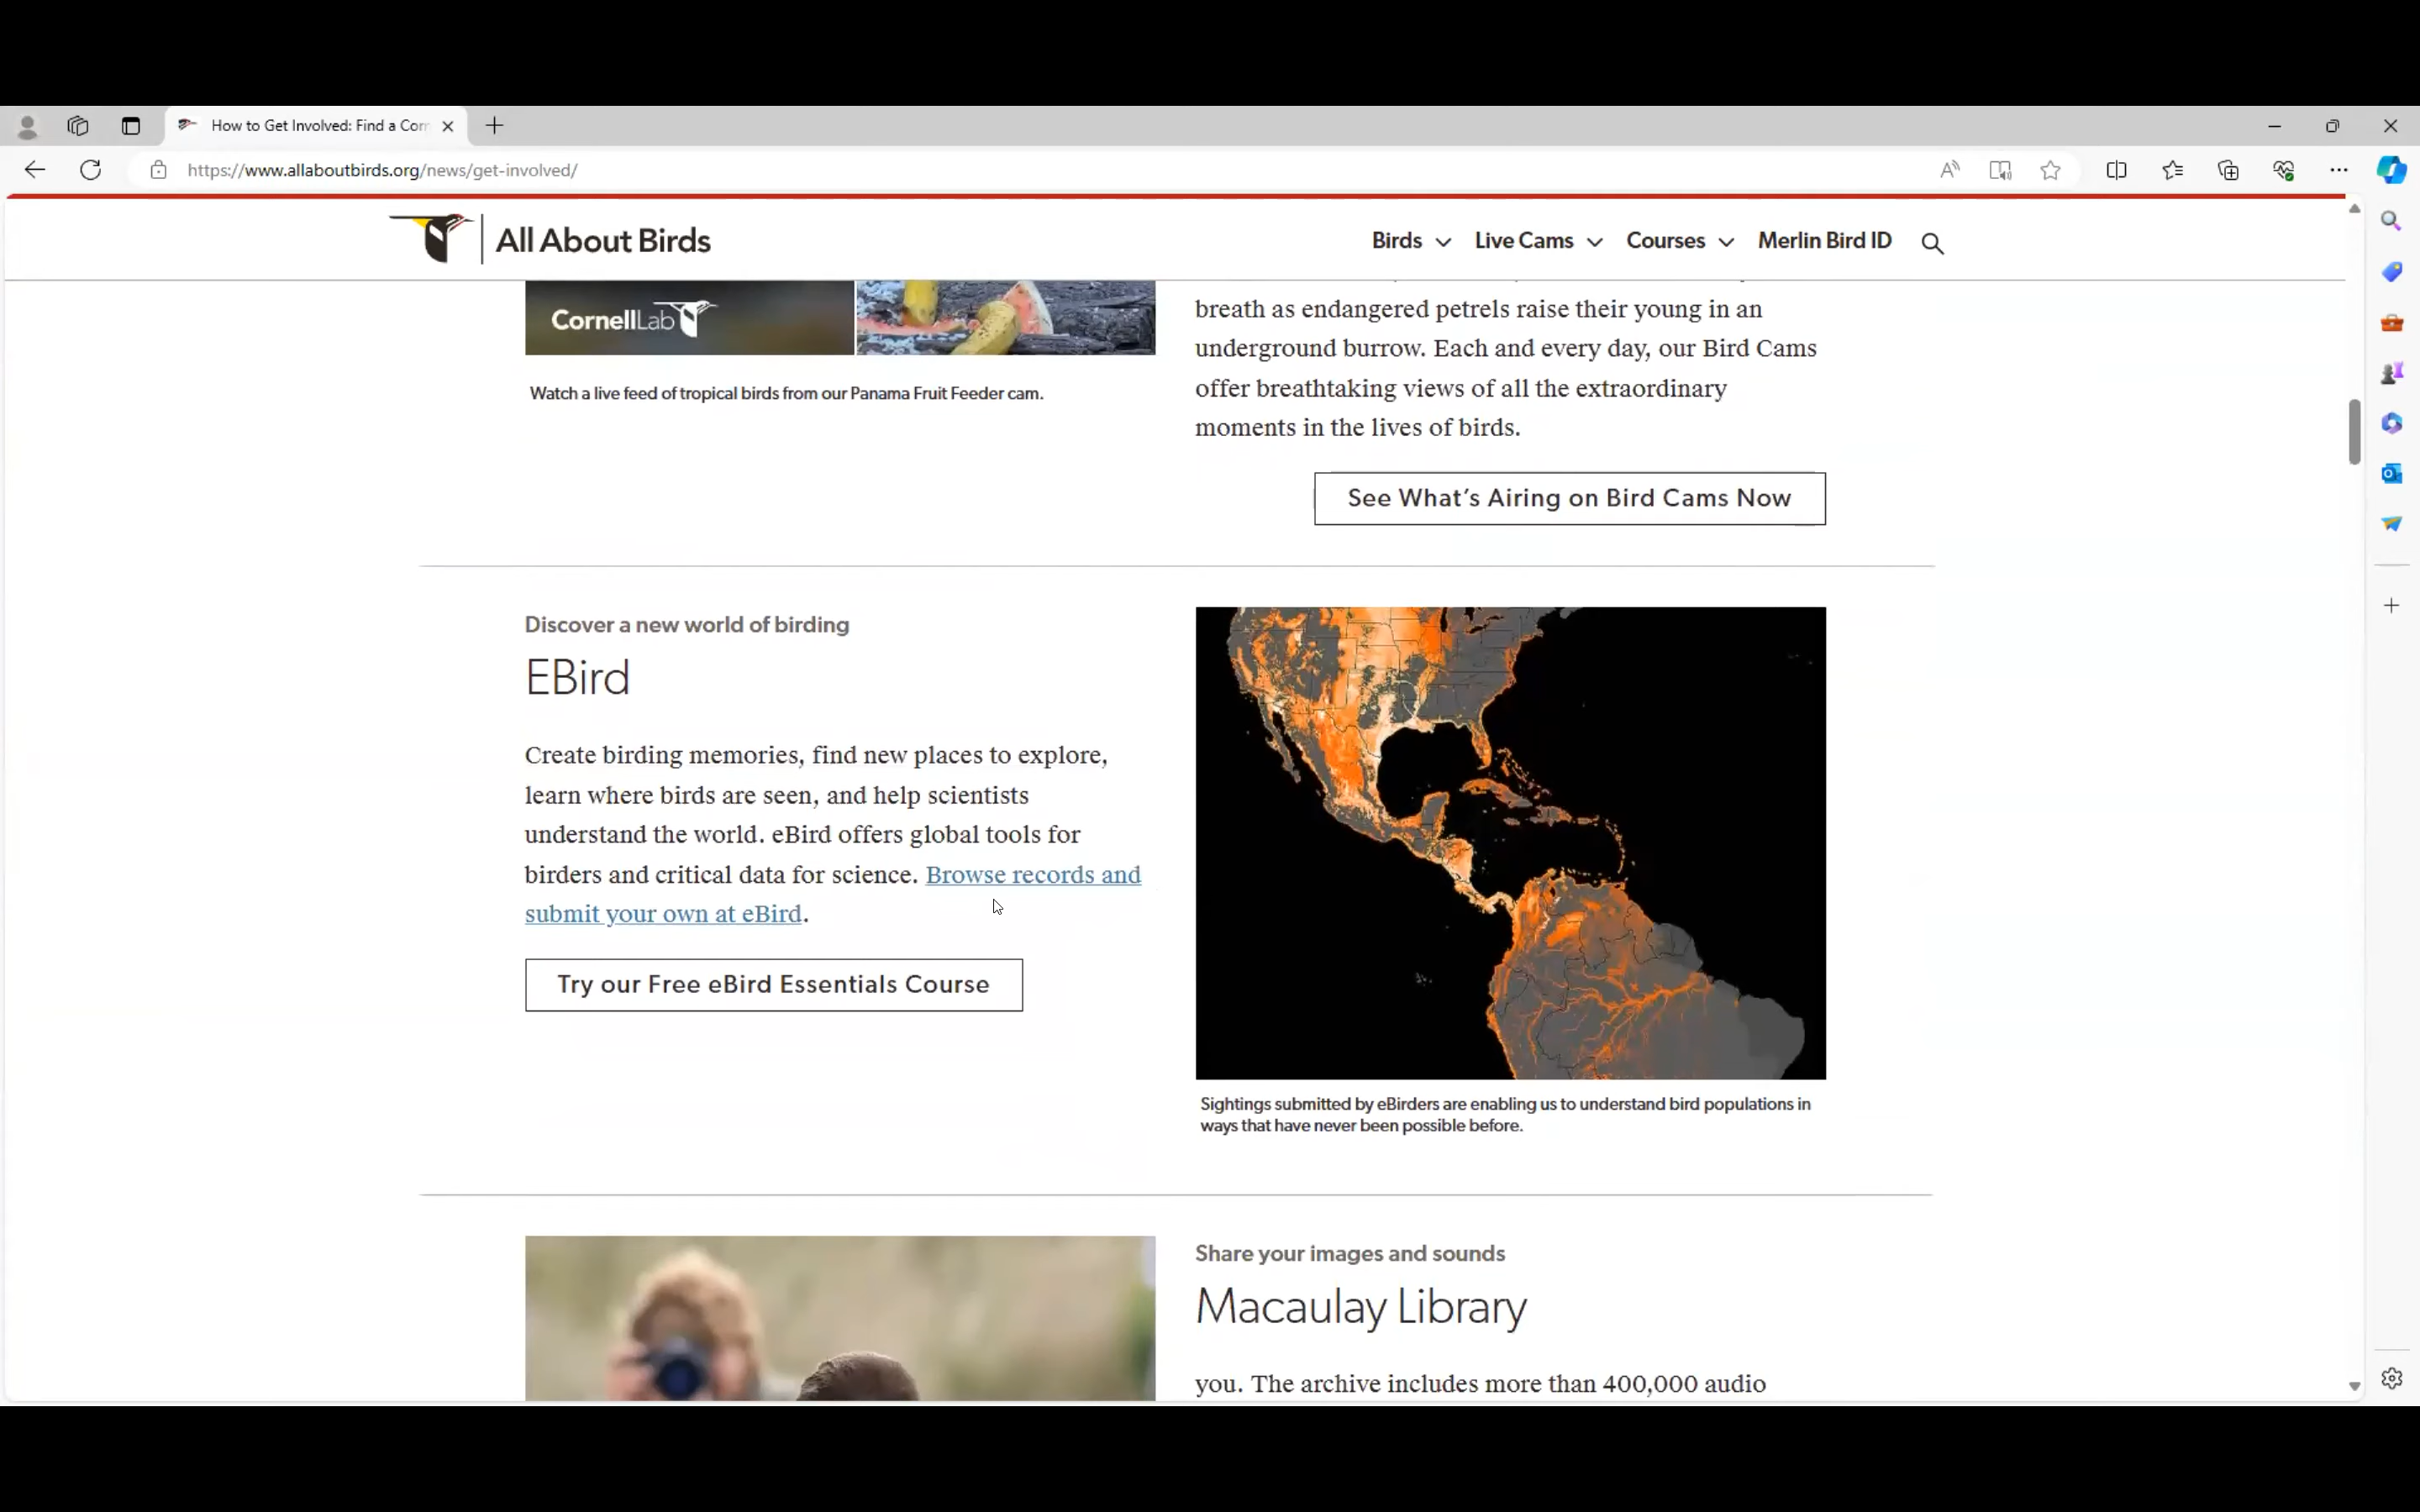 How to Get Involved: Find a Corn
https://www.allaboutbirds.org/news/get-involved/
All About Birds
Birds
Live Cams
Courses
Merlin Bird ID
CornellLab
Watch a live feed of tropical birds from our Panama Fruit Feeder cam.
breath as endangered petrels raise their young in an
underground burrow. Each and every day, our Bird Cams
offer breathtaking views of all the extraordinary
moments in the lives of birds.
See What's Airing on Bird Cams Now
Discover a new world of birding
EBird
Create birding memories, find new places to explore,
learn where birds are seen, and help scientists
understand the world. eBird offers global tools for
birders and critical data for science. Browse records and
submit your own at eBird.
Try our Free eBird Essentials Course
Sightings submitted by eBirders are enabling us to understand bird populations in
ways that have never been possible before.
Share your images and sounds
Macaulay Library
you. The archive includes more than 400,000 audio